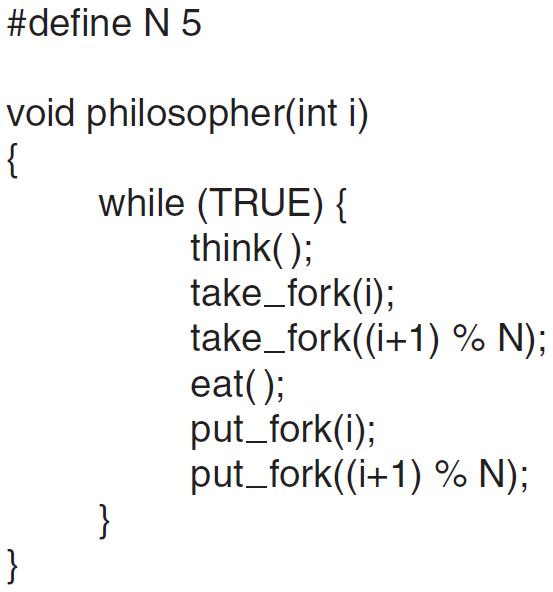 #define N 5
void philosopher(int i)
{
while (TRUE) {
think( );
take_fork(i);
take_fork((i+1) % N);
eat( );
put_fork(i);
put_fork((i+1) % N);
}
}